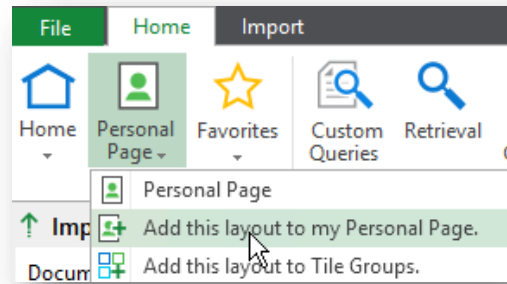 File Home Import
Home Personal Page Favorites Custom Queries Retrieval
Personal Page
Add this layout to my Personal Page.
Add this layout to Tile Groups.